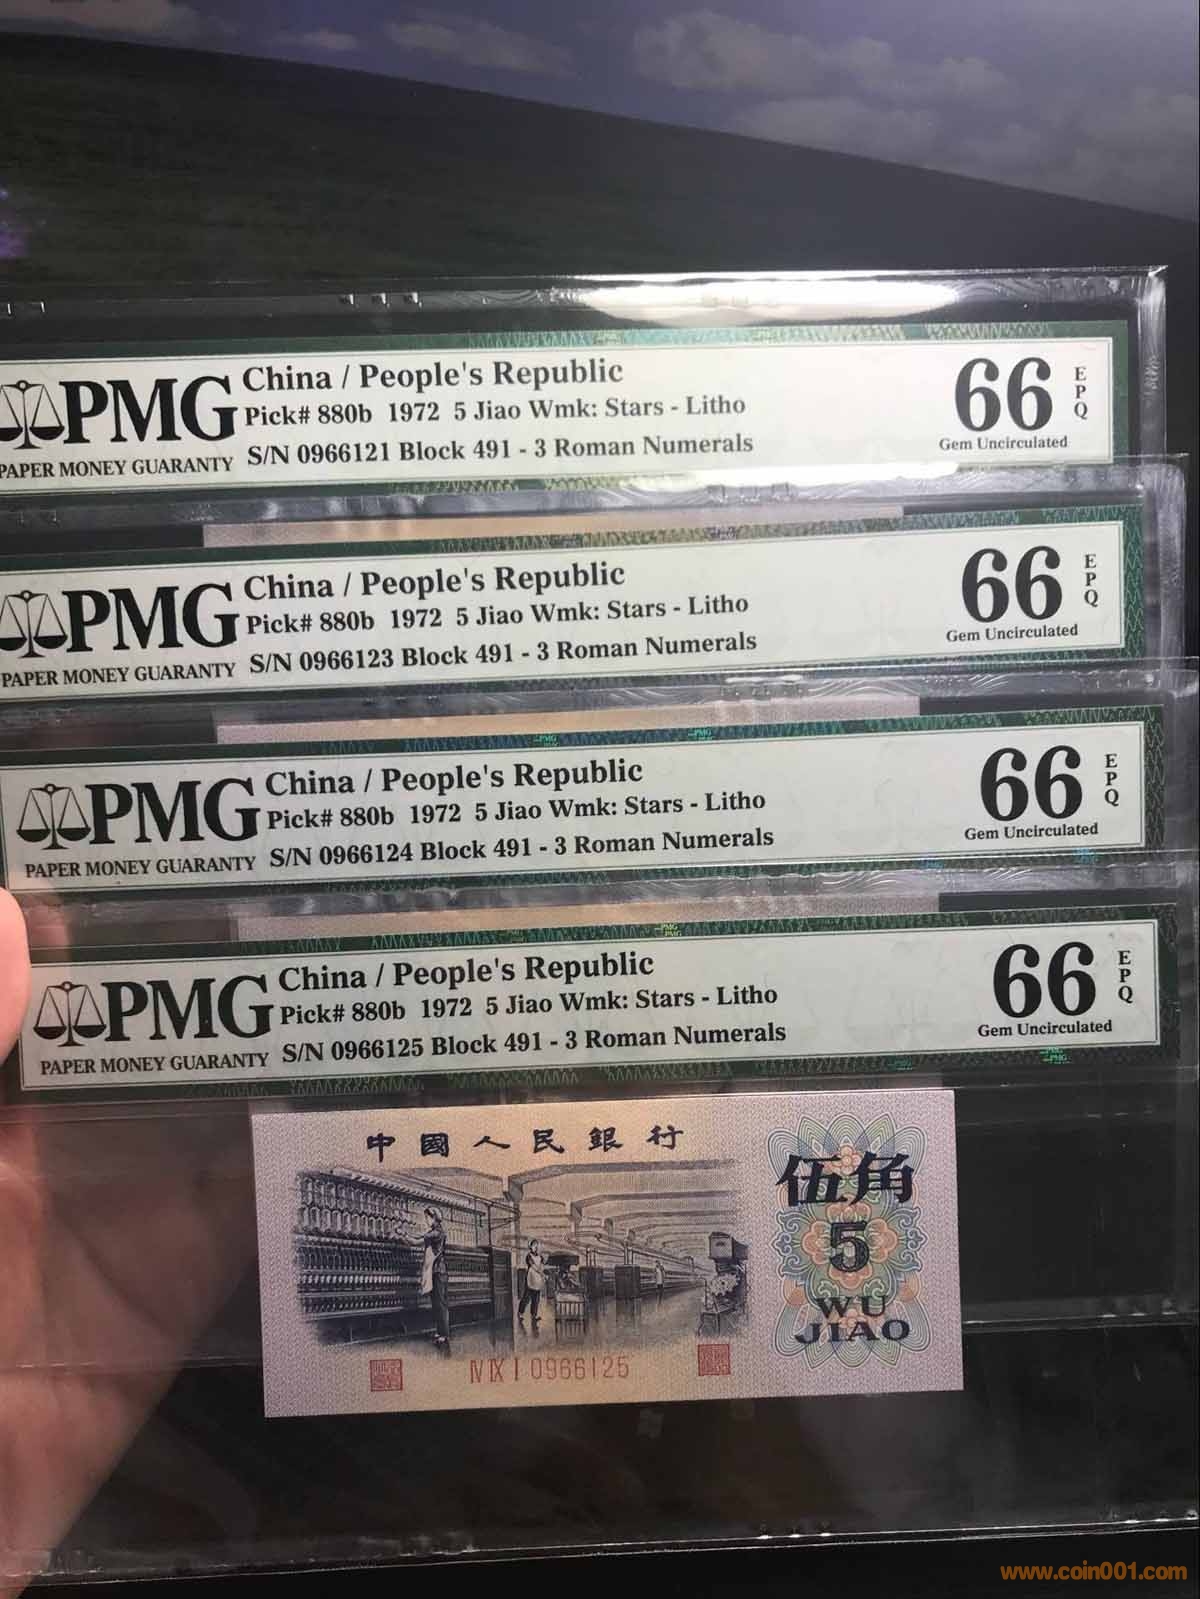 PMG
PAPER MONEY GUARANTY
China / People's Republic
Pick# 880b 1972 5 Jiao Wmk: Stars - Litho
S/N 0966121 Block 491 - 3 Roman Numerals
66
EPQ
Gem Uncirculated
PMG
PAPER MONEY GUARANTY
China / People's Republic
Pick# 880b 1972 5 Jiao Wmk: Stars - Litho
S/N 0966123 Block 491 - 3 Roman Numerals
66
EPQ
Gem Uncirculated
PMG
PAPER MONEY GUARANTY
China / People's Republic
Pick# 880b 1972 5 Jiao Wmk: Stars - Litho
S/N 0966124 Block 491 - 3 Roman Numerals
66
EPQ
Gem Uncirculated
PMG
PAPER MONEY GUARANTY
China / People's Republic
Pick# 880b 1972 5 Jiao Wmk: Stars - Litho
S/N 0966125 Block 491 - 3 Roman Numerals
66
EPQ
Gem Uncirculated
中國人民銀行
伍角
5
WU
JIAO
IV IX I 0966125
www.coin001.com